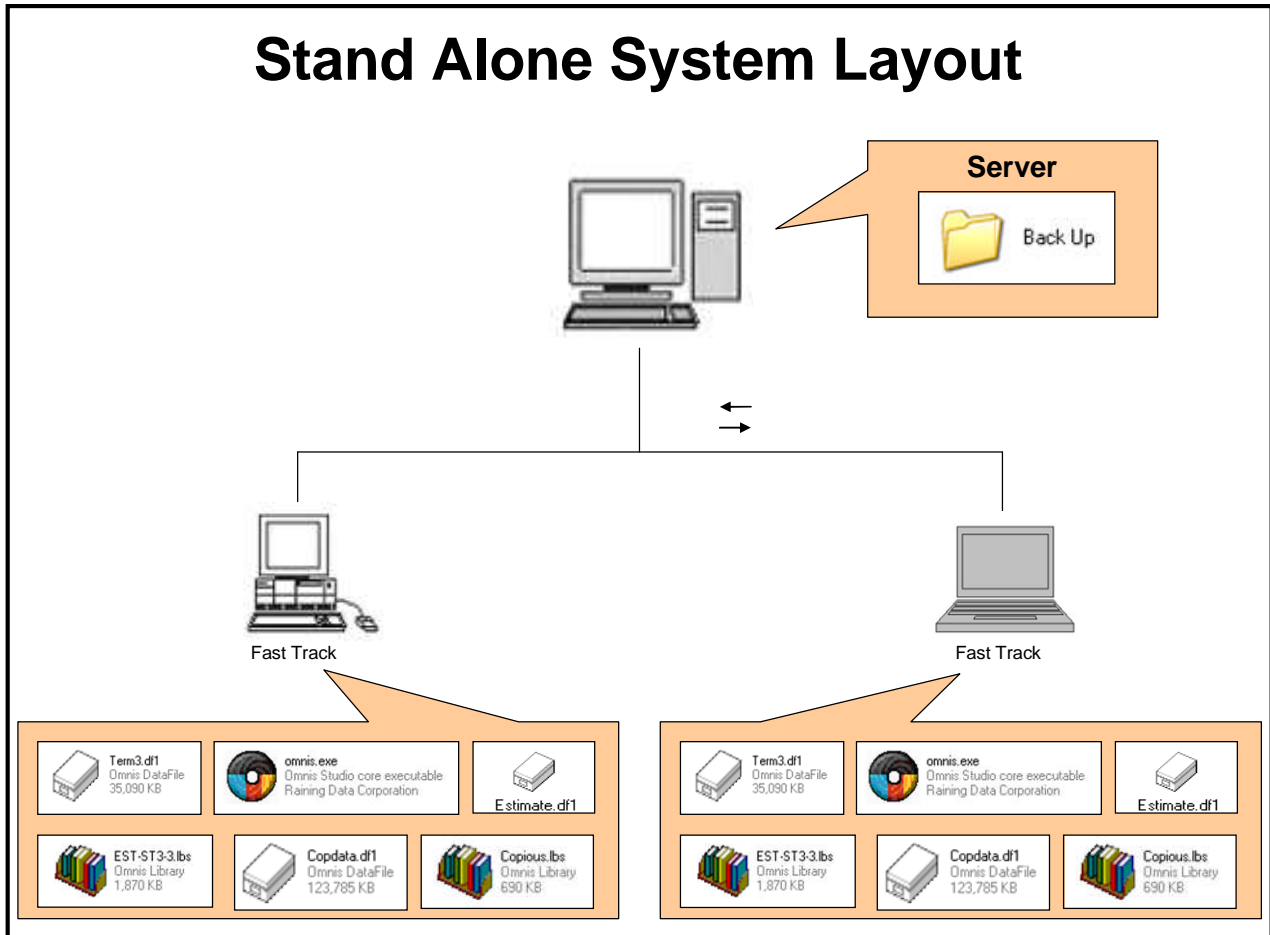 Stand Alone System Layout
Server
Back Up
Fast Track
Fast Track
Term3.df1
Omnis DataFile
35,090 KB
omnis.exe
Omnis Studio core executable
Raining Data Corporation
Estimate.df1
EST-ST3-3.lbs
Omnis Library
1,870 KB
Copdata.df1
Omnis DataFile
123,785 KB
Copious.lbs
Omnis Library
690 KB
Term3.df1
Omnis DataFile
35,090 KB
omnis.exe
Omnis Studio core executable
Raining Data Corporation
Estimate.df1
EST-ST3-3.lbs
Omnis Library
1,870 KB
Copdata.df1
Omnis DataFile
123,785 KB
Copious.lbs
Omnis Library
690 KB